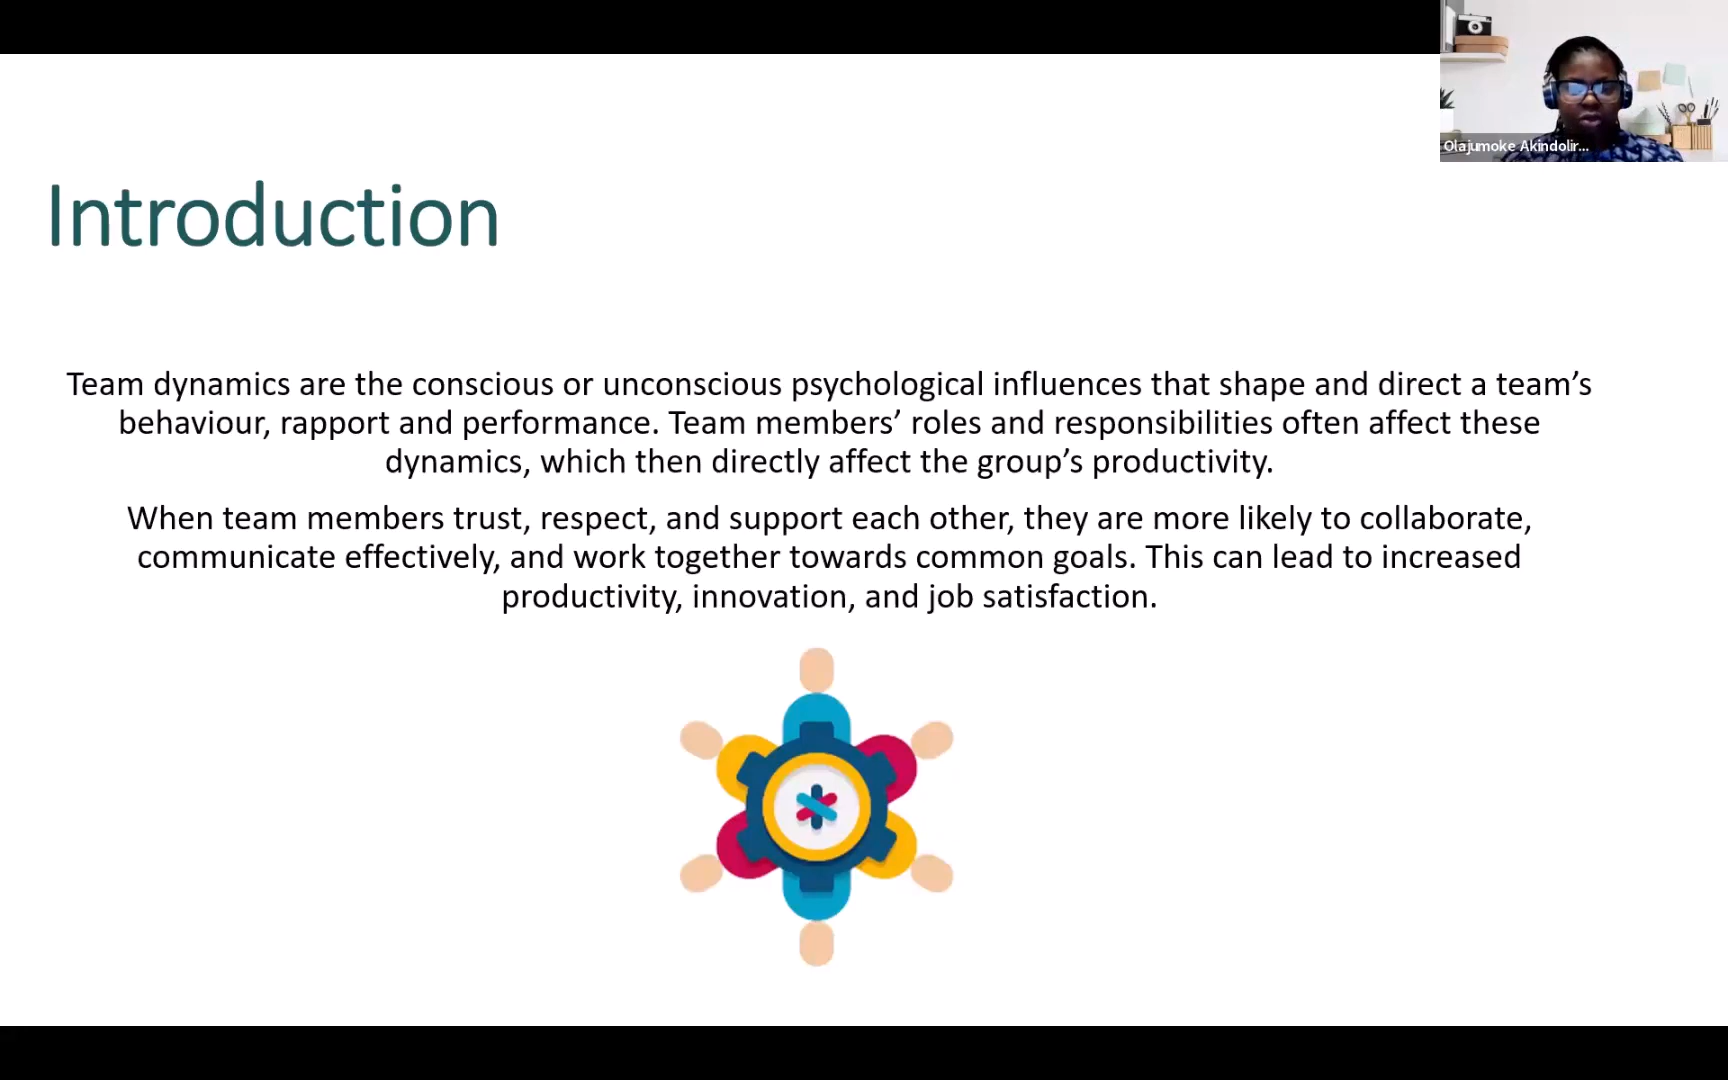 Olajumoke Akindolir...
Introduction
Team dynamics are the conscious or unconscious psychological influences that shape and direct a team’s
behaviour, rapport and performance. Team members’ roles and responsibilities often affect these
dynamics, which then directly affect the group’s productivity.
When team members trust, respect, and support each other, they are more likely to collaborate,
communicate effectively, and work together towards common goals. This can lead to increased
productivity, innovation, and job satisfaction.